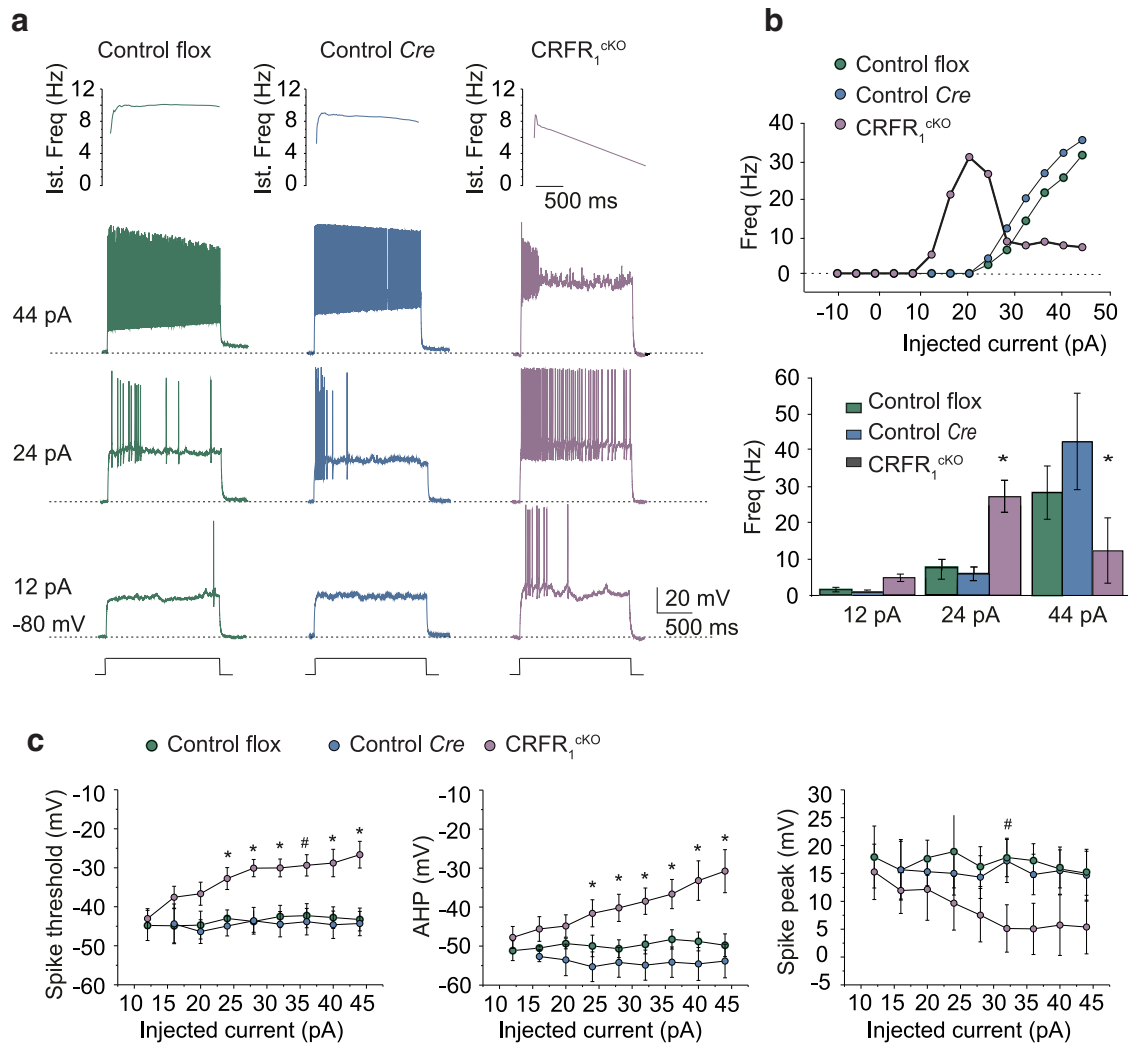 a
Control flox
Control Cre
CRFR1cKO
Ist. Freq (Hz)
12
8
4
0
Ist. Freq (Hz)
12
8
4
0
Ist. Freq (Hz)
12
8
4
0
500 ms
44 pA
24 pA
12 pA
-80 mV
20 mV
500 ms
b
Control flox
Control Cre
CRFR1cKO
Freq (Hz)
40
30
20
10
0
-10 0 10 20 30 40 50
Injected current (pA)
Freq (Hz)
60
50
40
30
20
10
0
Control flox
Control Cre
CRFR1cKO
* *
12 pA 24 pA 44 pA
c
Control flox
Control Cre
CRFR1cKO
Spike threshold (mV)
-10
-20
-30
-40
-50
-60
* * * # * *
10 15 20 25 30 35 40 45
Injected current (pA)
AHP (mV)
-10
-20
-30
-40
-50
-60
* * * * * *
10 15 20 25 30 35 40 45
Injected current (pA)
Spike peak (mV)
30
25
20
15
15
5
0
-5
#
10 15 20 25 30 35 40 45
Injected current (pA)